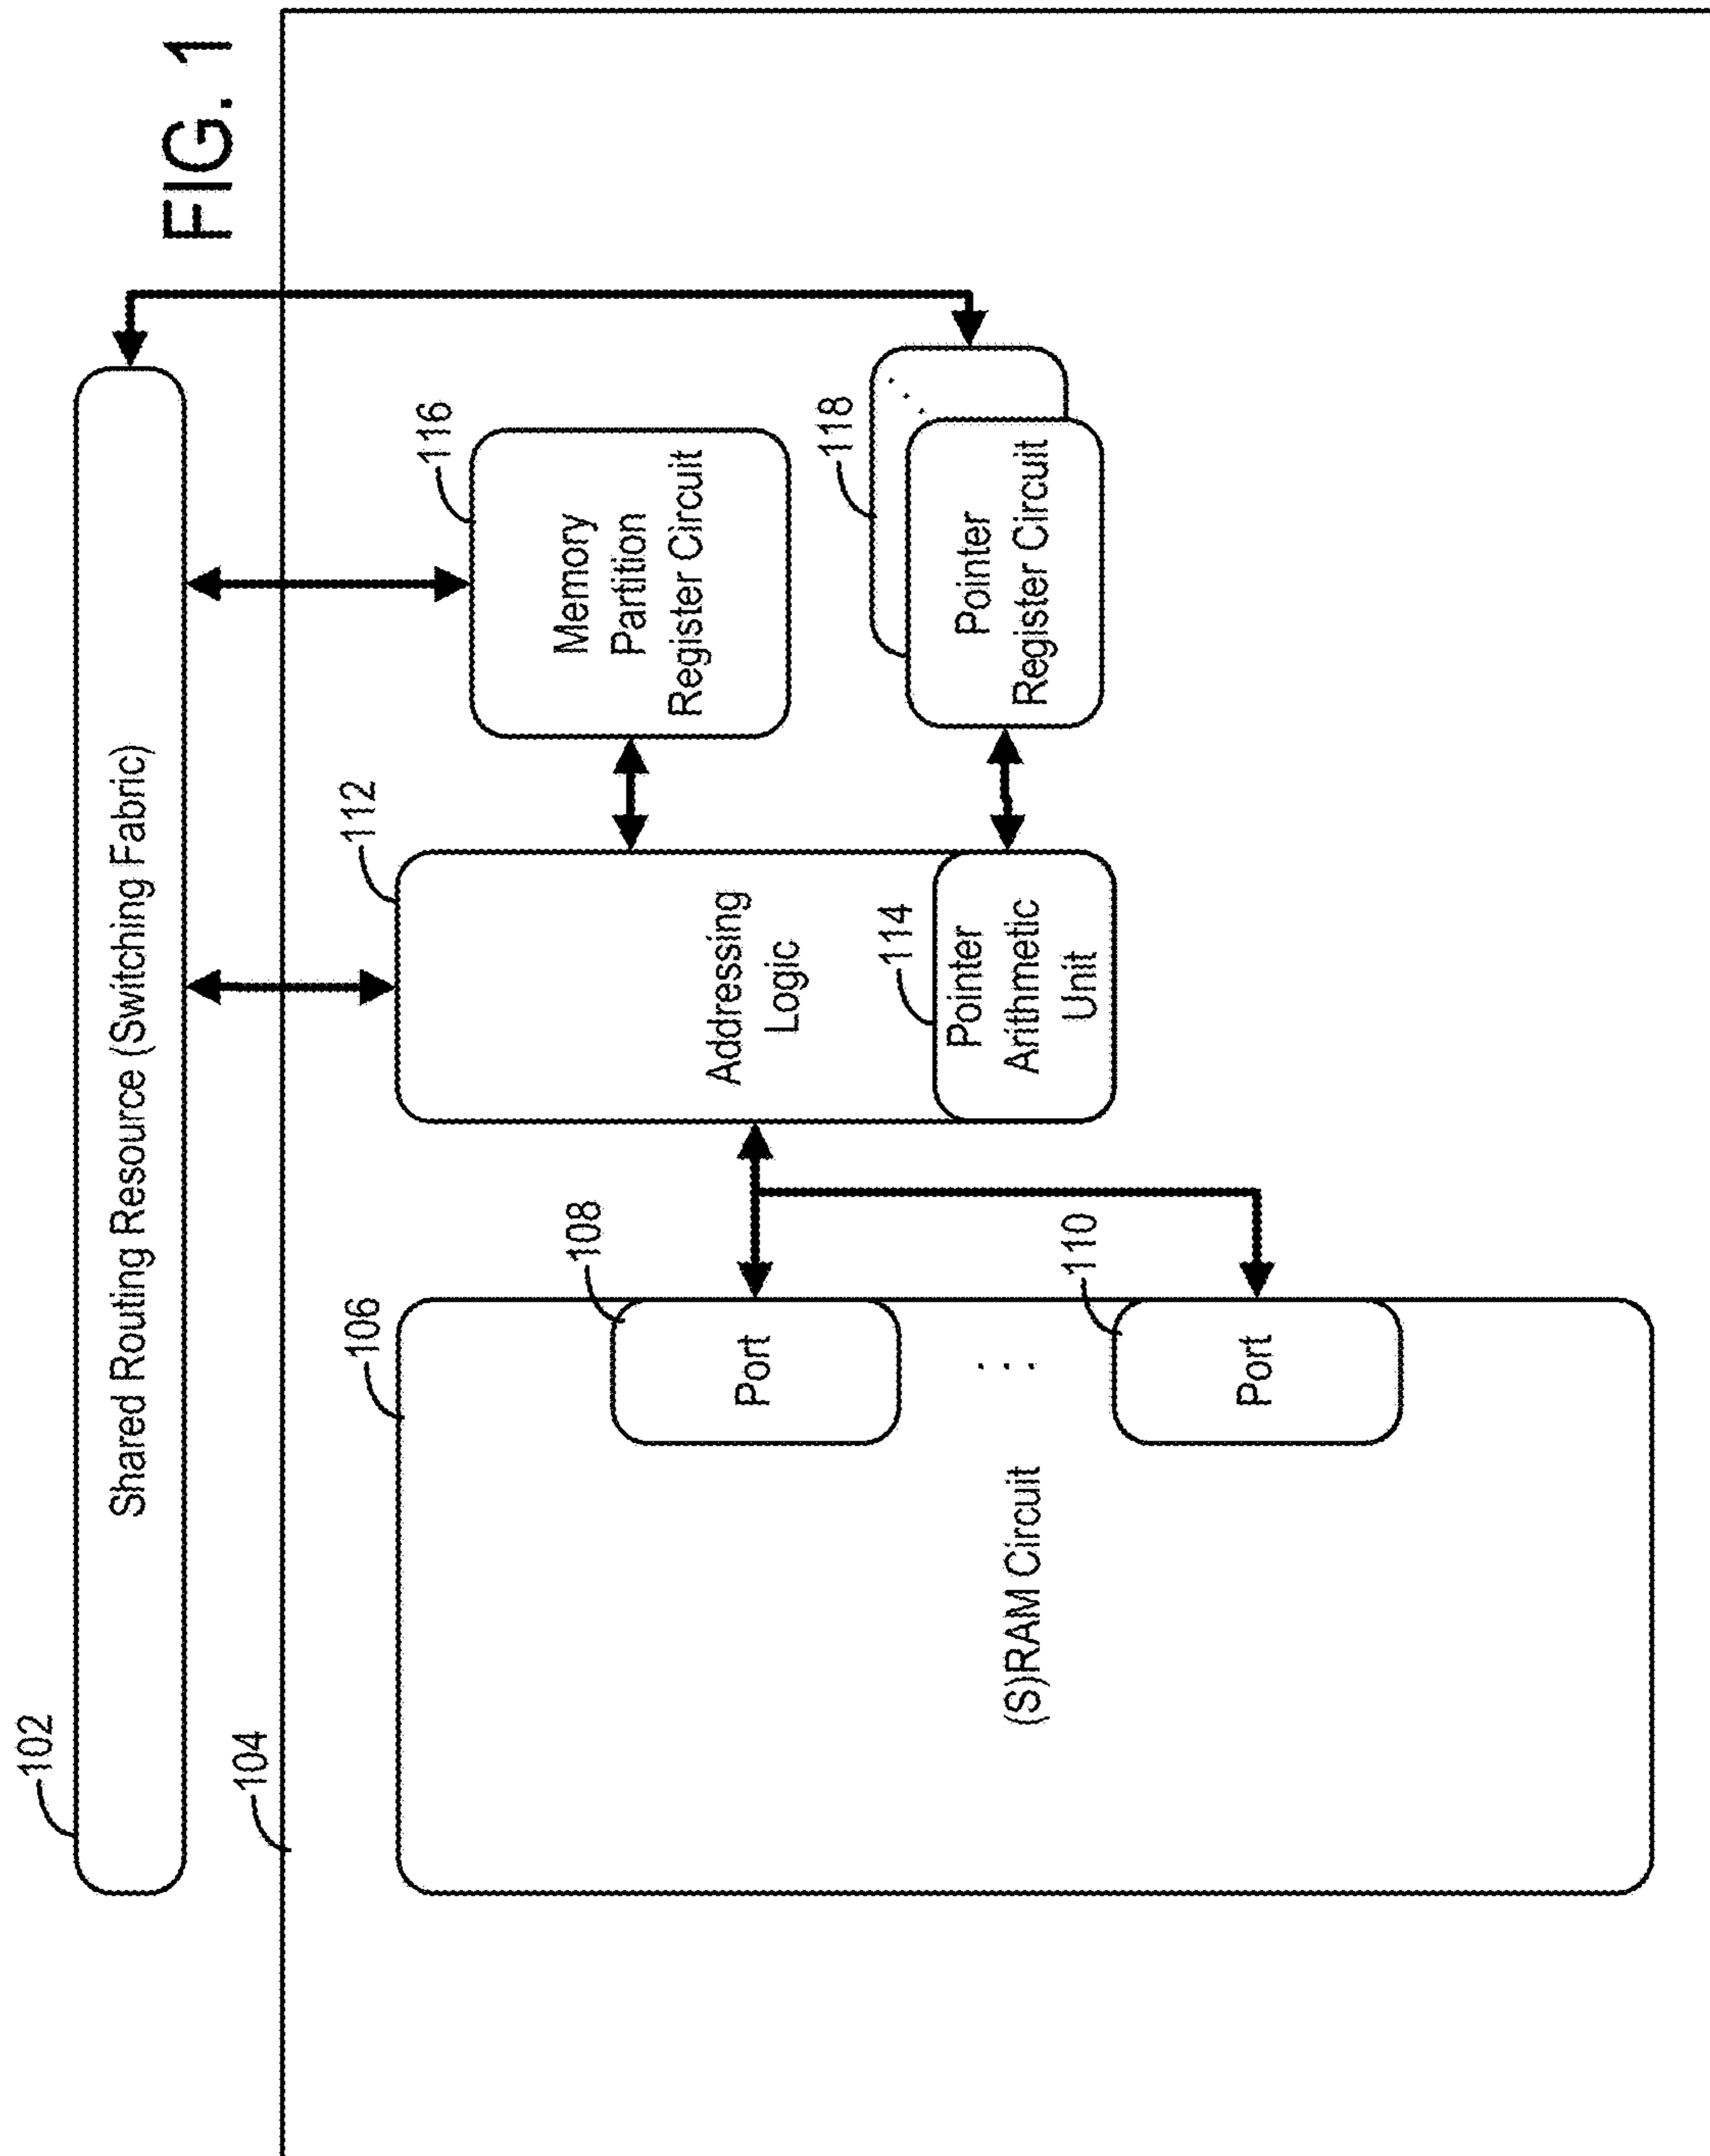 FIG. 1
102
Shared Routing Resource (Switching Fabric)
104
106
(S)RAM Circuit
108
Port
110
Port
112
Addressing
Logic
114
Pointer
Arithmetic
Unit
116
Memory
Partition
Register Circuit
118
Pointer
Register Circuit